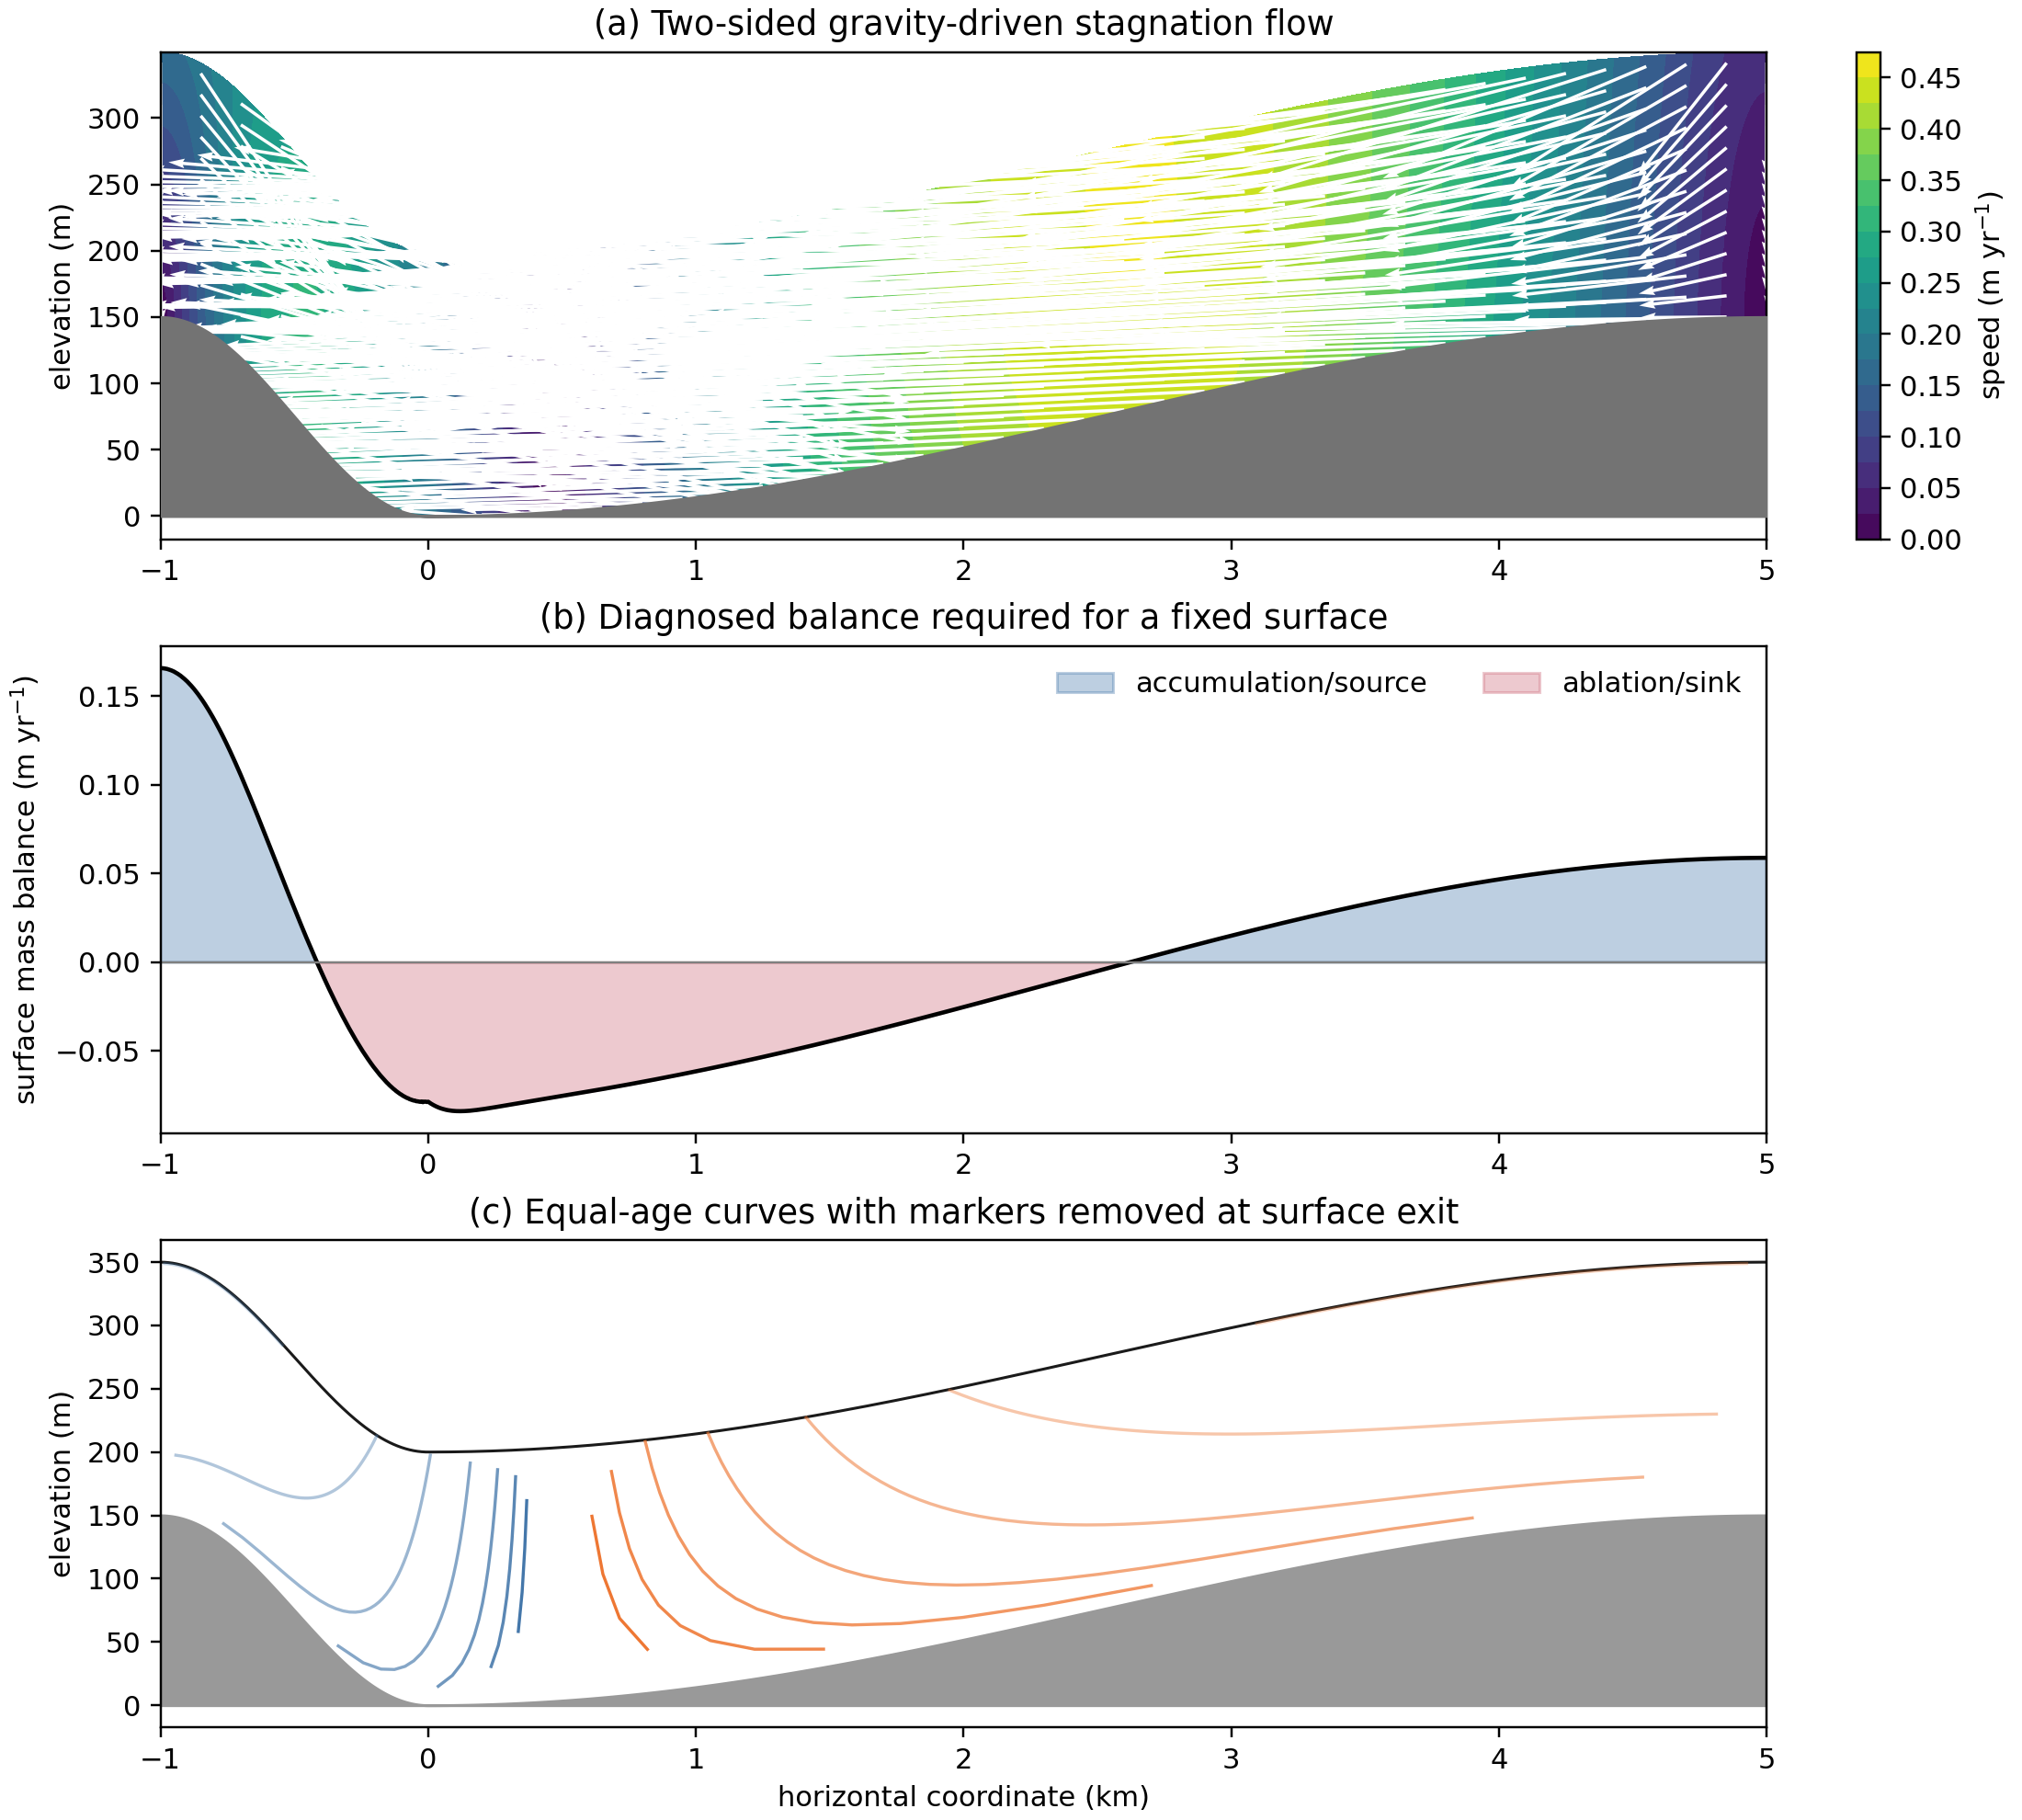 (a) Two-sided gravity-driven stagnation flow
elevation (m)
300
250
200
150
100
50
0
−1 0 1 2 3 4 5
0.45
0.40
0.35
0.30
0.25
0.20
0.15
0.10
0.05
0.00
speed (m yr⁻¹)
(b) Diagnosed balance required for a fixed surface
surface mass balance (m yr⁻¹)
0.15
0.10
0.05
0.00
−0.05
accumulation/source ablation/sink
−1 0 1 2 3 4 5
(c) Equal-age curves with markers removed at surface exit
elevation (m)
350
300
250
200
150
100
50
0
−1 0 1 2 3 4 5
horizontal coordinate (km)